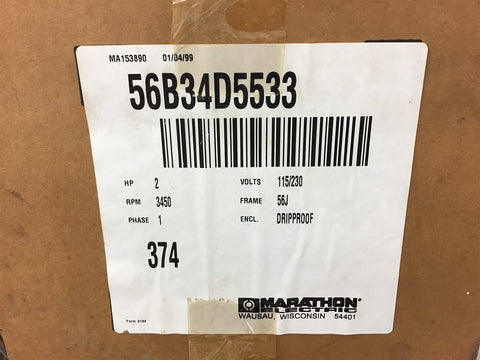 MA153890 01/04/99
56B34D5533
HP 2 VOLTS 115/230
RPM 3450 FRAME 56J
PHASE 1 ENCL. DRIPPROOF
374
MARATHON
ELECTRIC
WAUSAU, WISCONSIN 54401